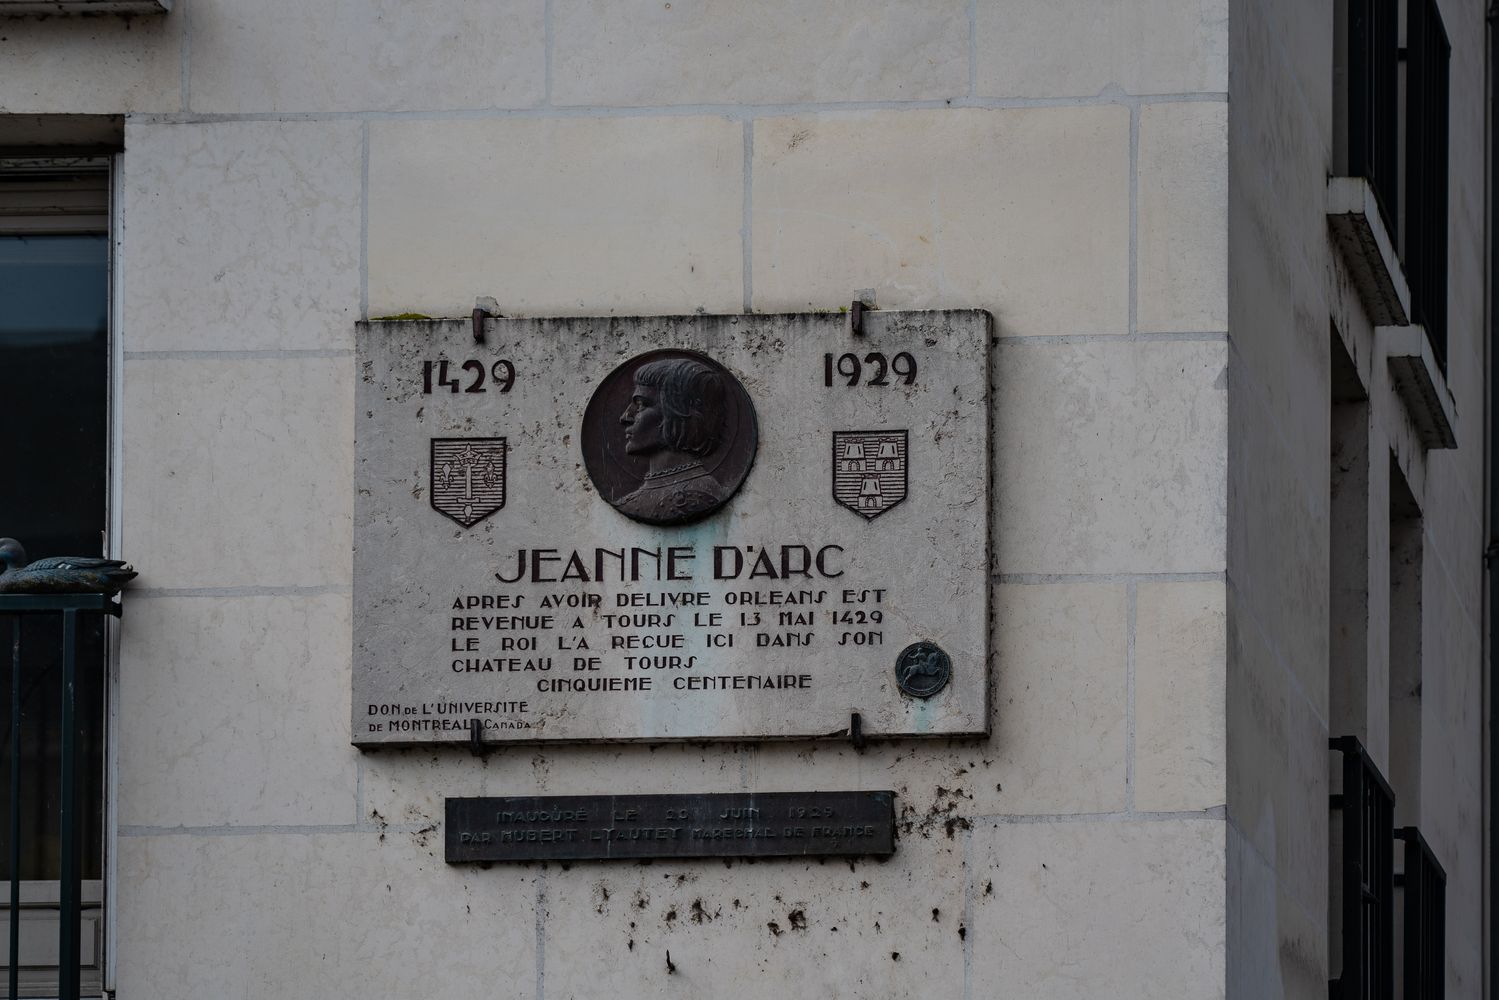 1429 1929
JEANNE D'ARC
APRES AVOIR DELIVRE ORLEANS EST
REVENUE A TOURS LE 13 MAI 1429
LE ROI L'A REÇUE ICI DANS SON
CHATEAU DE TOURS
CINQUIEME CENTENAIRE
DON DE L'UNIVERSITE
DE MONTREAL CANADA
INAUGURÉ LE 20 JUIN 1929
PAR HUBERT LYAUTEY MARECHAL DE FRANCE